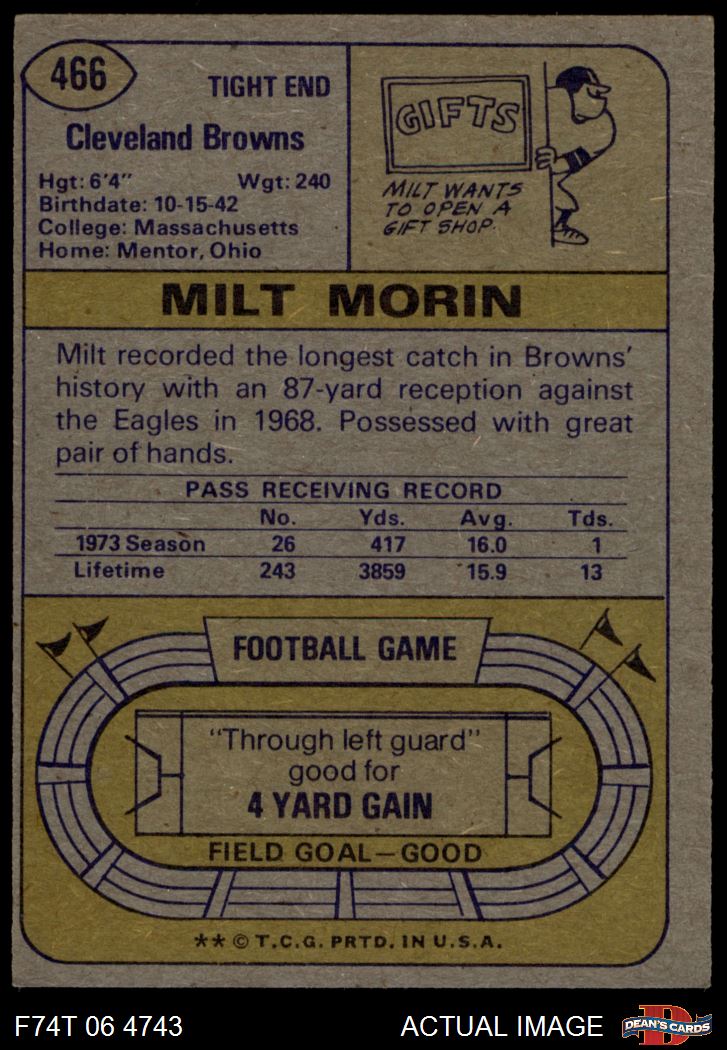 466
TIGHT END
Cleveland Browns
Hgt: 6'4" Wgt: 240
Birthdate: 10-15-42
College: Massachusetts
Home: Mentor, Ohio
GIFTS
MILT WANTS
TO OPEN A
GIFT SHOP.
MILT MORIN
Milt recorded the longest catch in Browns'
history with an 87-yard reception against
the Eagles in 1968. Possessed with great
pair of hands.
PASS RECEIVING RECORD
No. Yds. Avg. Tds.
1973 Season 26 417 16.0 1
Lifetime 243 3859 15.9 13
FOOTBALL GAME
"Through left guard"
good for
4 YARD GAIN
FIELD GOAL—GOOD
** © T.C.G. PRTD. IN U.S.A.
F74T 06 4743 ACTUAL IMAGE
D
DEAN'S CARDS